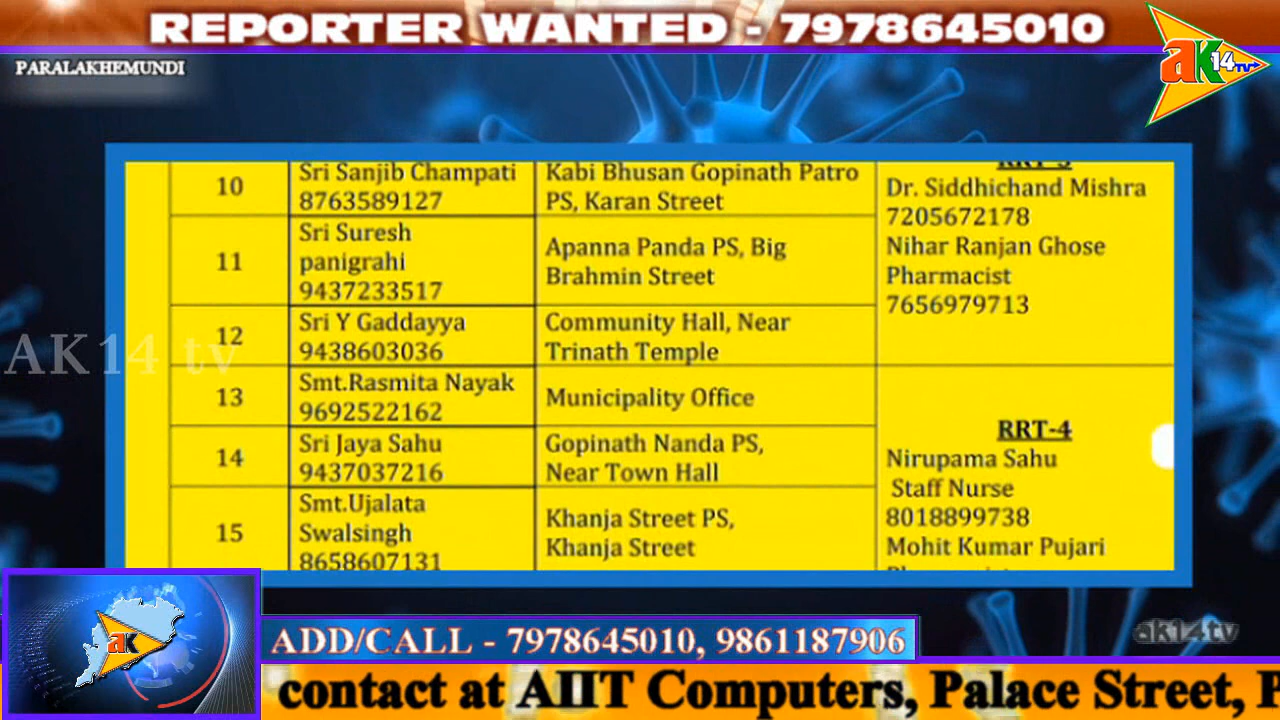 REPORTER WANTED - 7978645010
ak 14 TV
PARALAKHEMUNDI
10
Sri Sanjib Champati
8763589127
Kabi Bhusan Gopinath Patro
PS, Karan Street
Dr. Siddhichand Mishra
7205672178
Nihar Ranjan Ghose
Pharmacist
7656979713
11
Sri Suresh
panigrahi
9437233517
Apanna Panda PS, Big
Brahmin Street
12
Sri Y Gaddayya
9438603036
Community Hall, Near
Trinath Temple
AK14 tv
13
Smt.Rasmita Nayak
9692522162
Municipality Office
RRT-4
Nirupama Sahu
Staff Nurse
8018899738
Mohit Kumar Pujari
14
Sri Jaya Sahu
9437037216
Gopinath Nanda PS,
Near Town Hall
15
Smt.Ujalata
Swalsingh
8658607131
Khanja Street PS,
Khanja Street
ak
ADD/CALL - 7978645010, 9861187906
ak14tv
contact at AIIT Computers, Palace Street, P